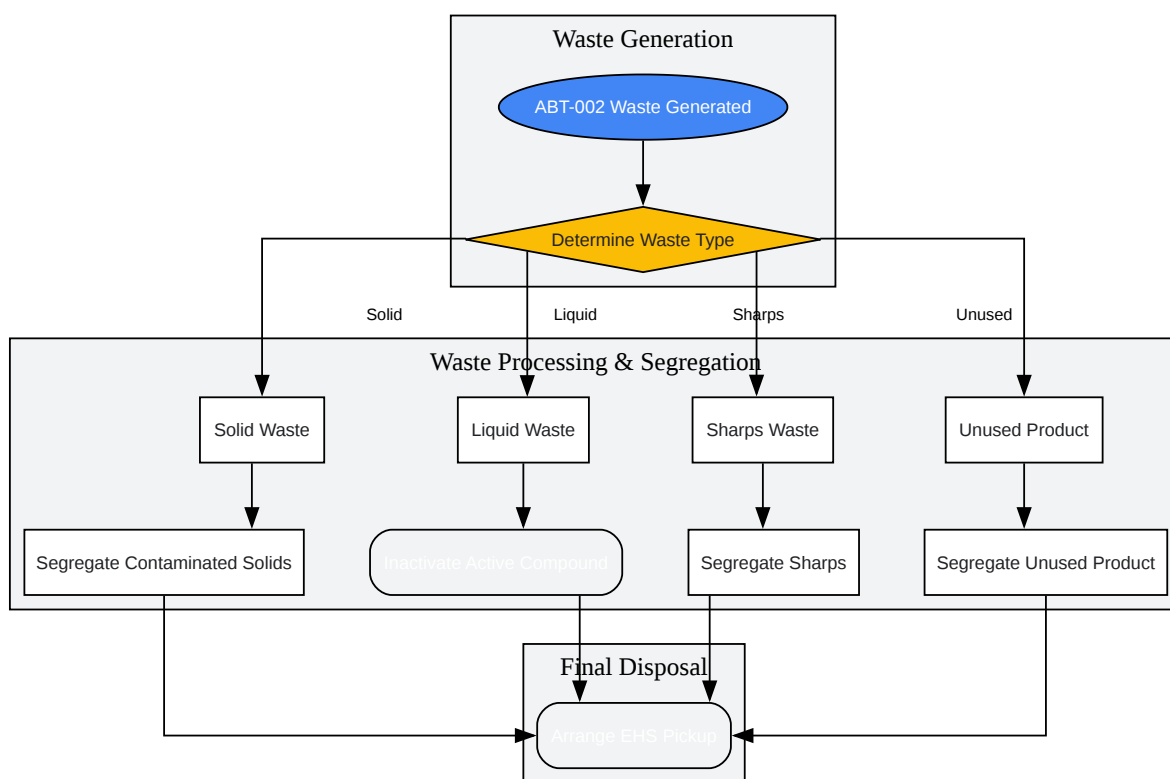 Waste Generation
ABT-002 Waste Generated
Determine Waste Type
Solid
Liquid
Sharps
Unused
Waste Processing & Segregation
Solid Waste
Liquid Waste
Sharps Waste
Unused Product
Segregate Contaminated Solids
Inactivate Active Compound
Segregate Sharps
Segregate Unused Product
Final Disposal
Arrange EHS Pickup